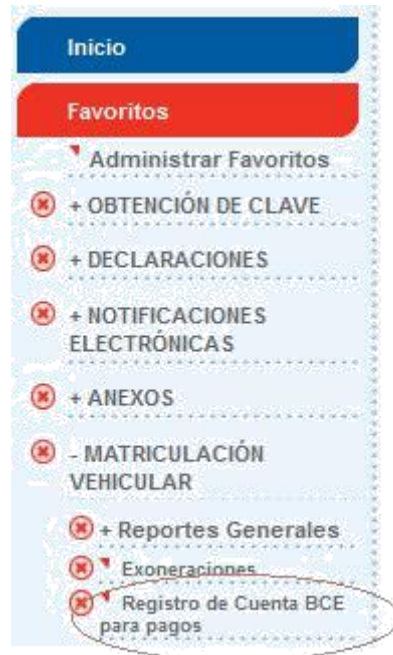 Inicio
Favoritos
Administrar Favoritos
+ OBTENCIÓN DE CLAVE
+ DECLARACIONES
+ NOTIFICACIONES
ELECTRÓNICAS
+ ANEXOS
- MATRICULACIÓN
VEHICULAR
+ Reportes Generales
Exoneraciones
Registro de Cuenta BCE
para pagos